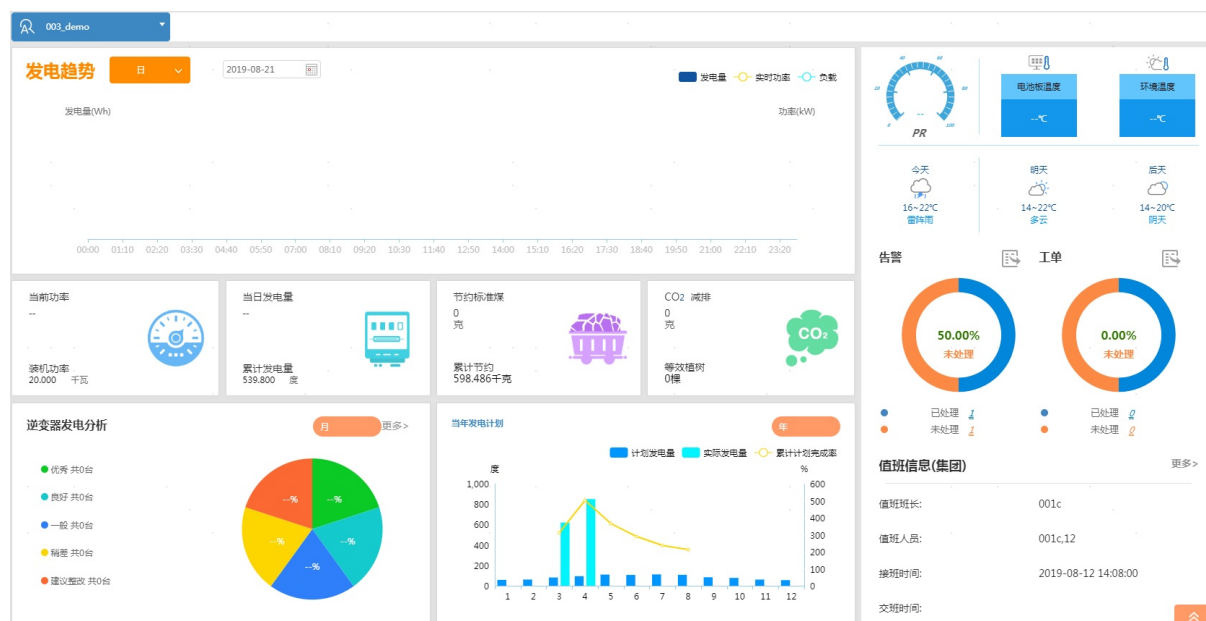 003_demo
发电趋势
日
2019-08-21
发电量
实时功率
负载
发电量(Wh)
功率(kW)
00:00 01:10 02:20 03:30 04:40 05:50 07:00 08:10 09:20 10:30 11:40 12:50 14:00 15:10 16:20 17:30 18:40 19:50 21:00 22:10 23:20
当前功率
--
装机功率
20.000 千瓦
当日发电量
--
累计发电量
539.800 度
节约标准煤
0
克
累计节约
598.486千克
CO2 减排
0
克
CO2
等效植树
0棵
逆变器发电分析
月
更多>
优秀 共0台
良好 共0台
一般 共0台
稍差 共0台
建议整改 共0台
--%
--%
--%
--%
--%
当年发电计划
年
计划发电量
实际发电量
累计计划完成率
度
%
1,000
800
600
400
200
0
600
500
400
300
200
100
0
1 2 3 4 5 6 7 8 9 10 11 12
0
20
40
60
80
100
--
PR
电池板温度
--℃
环境温度
--℃
今天
16~22℃
雷阵雨
明天
14~22℃
多云
后天
14~20℃
阴天
告警
50.00%
未处理
已处理 1
未处理 1
工单
0.00%
未处理
已处理 0
未处理 0
值班信息(集团)
更多>
值班班长: 001c
值班人员: 001c,12
接班时间: 2019-08-12 14:08:00
交班时间: